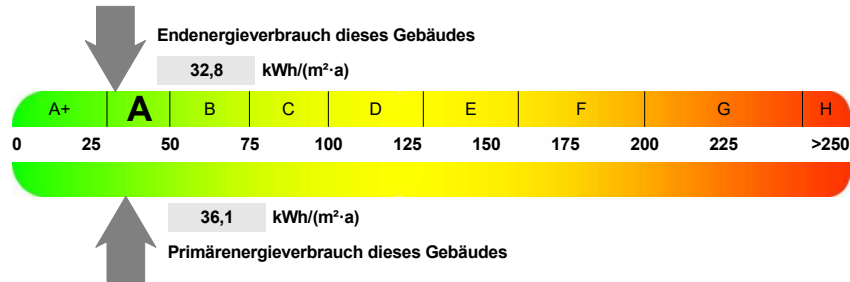 Endenergieverbrauch dieses Gebäudes
32,8 kWh/(m²·a)
A+ A B C D E F G H
0 25 50 75 100 125 150 175 200 225 >250
36,1 kWh/(m²·a)
Primärenergieverbrauch dieses Gebäudes